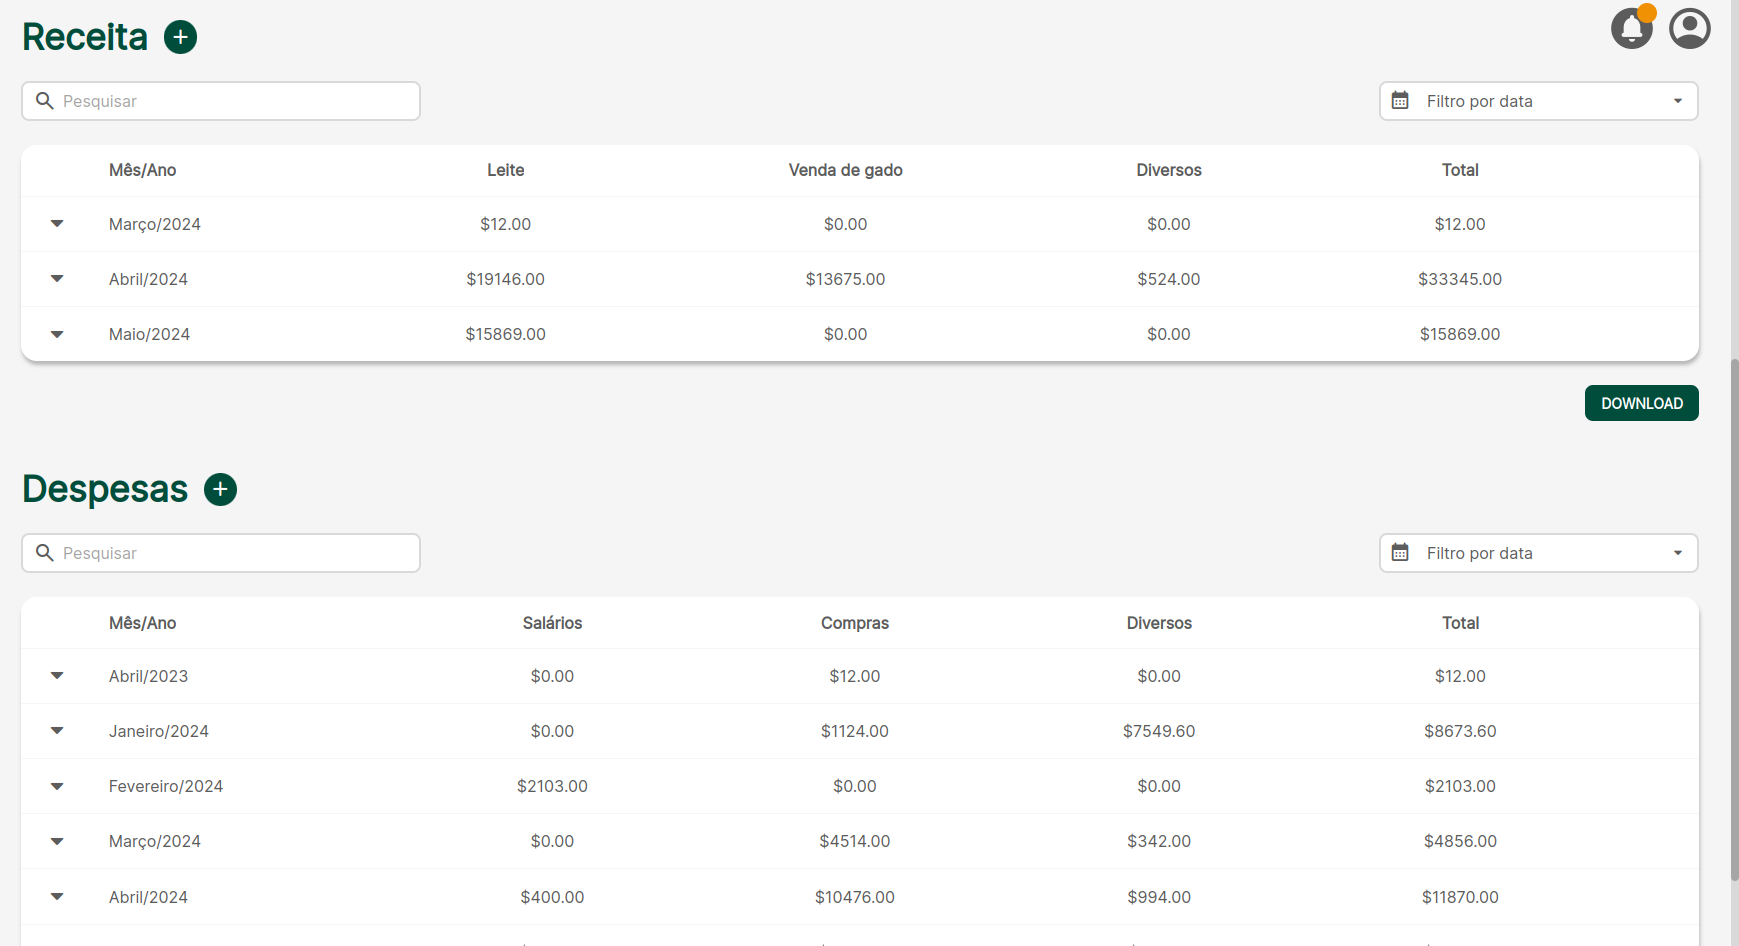 Receita
Pesquisar
Filtro por data
Mês/Ano Leite Venda de gado Diversos Total
Março/2024 $12.00 $0.00 $0.00 $12.00
Abril/2024 $19146.00 $13675.00 $524.00 $33345.00
Maio/2024 $15869.00 $0.00 $0.00 $15869.00
DOWNLOAD
Despesas
Pesquisar
Filtro por data
Mês/Ano Salários Compras Diversos Total
Abril/2023 $0.00 $12.00 $0.00 $12.00
Janeiro/2024 $0.00 $1124.00 $7549.60 $8673.60
Fevereiro/2024 $2103.00 $0.00 $0.00 $2103.00
Março/2024 $0.00 $4514.00 $342.00 $4856.00
Abril/2024 $400.00 $10476.00 $994.00 $11870.00